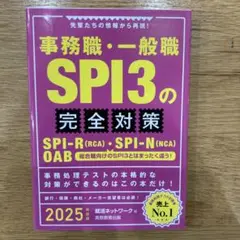 先輩たちの情報から再現!
事務職・一般職
SPI3の
完全対策
SPI-R(RCA)・SPI-N(NCA)
OAB
総合職向けのSPI3とはまったく違う!
事務処理テストの本格的な
対策ができるのはこの本だけ!
2025
就活ネットワーク
売上
No.1